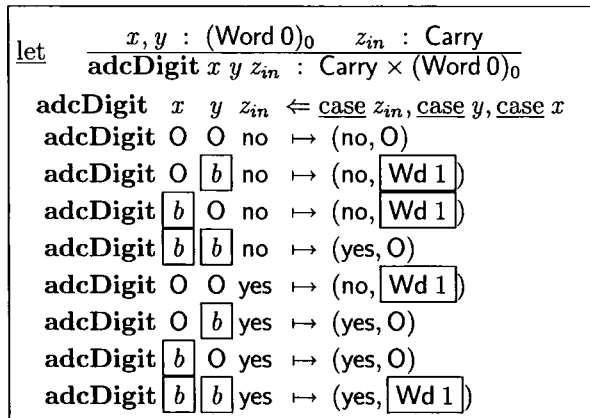 let x, y : (Word 0)₀ z_in : Carry
adcDigit x y z_in : Carry × (Word 0)₀
adcDigit x y z_in ⇐ case z_in, case y, case x
adcDigit O O no ↦ (no, O)
adcDigit O b no ↦ (no, Wd 1)
adcDigit b O no ↦ (no, Wd 1)
adcDigit b b no ↦ (yes, O)
adcDigit O O yes ↦ (no, Wd 1)
adcDigit O b yes ↦ (yes, O)
adcDigit b O yes ↦ (yes, O)
adcDigit b b yes ↦ (yes, Wd 1)